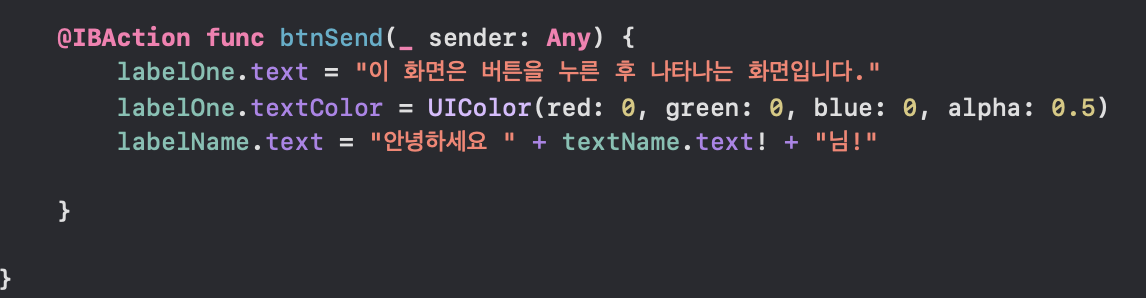 @IBAction func btnSend(_ sender: Any) {
labelOne.text = "이 화면은 버튼을 누른 후 나타나는 화면입니다."
labelOne.textColor = UIColor(red: 0, green: 0, blue: 0, alpha: 0.5)
labelName.text = "안녕하세요 " + textName.text! + "님!"
}
}